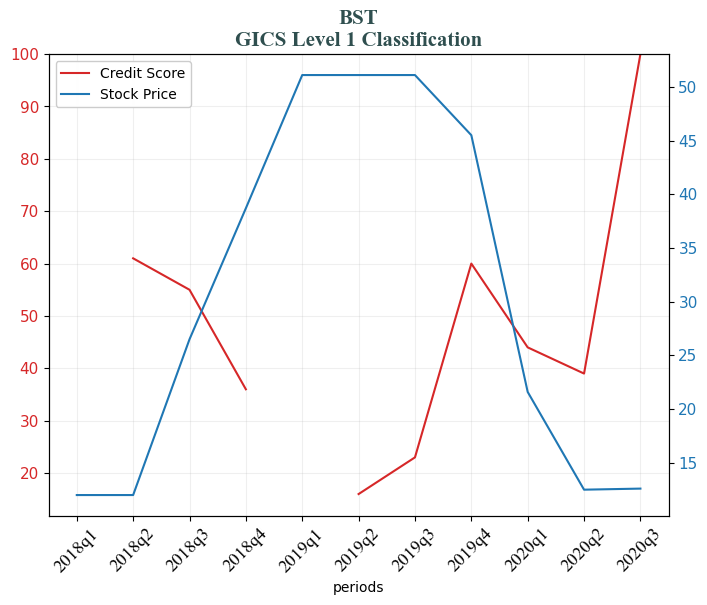 BST
GICS Level 1 Classification
Credit Score
Stock Price
100
90
80
70
60
50
40
30
20
50
45
40
35
30
25
20
15
2018q1
2018q2
2018q3
2018q4
2019q1
2019q2
2019q3
2019q4
2020q1
2020q2
2020q3
periods